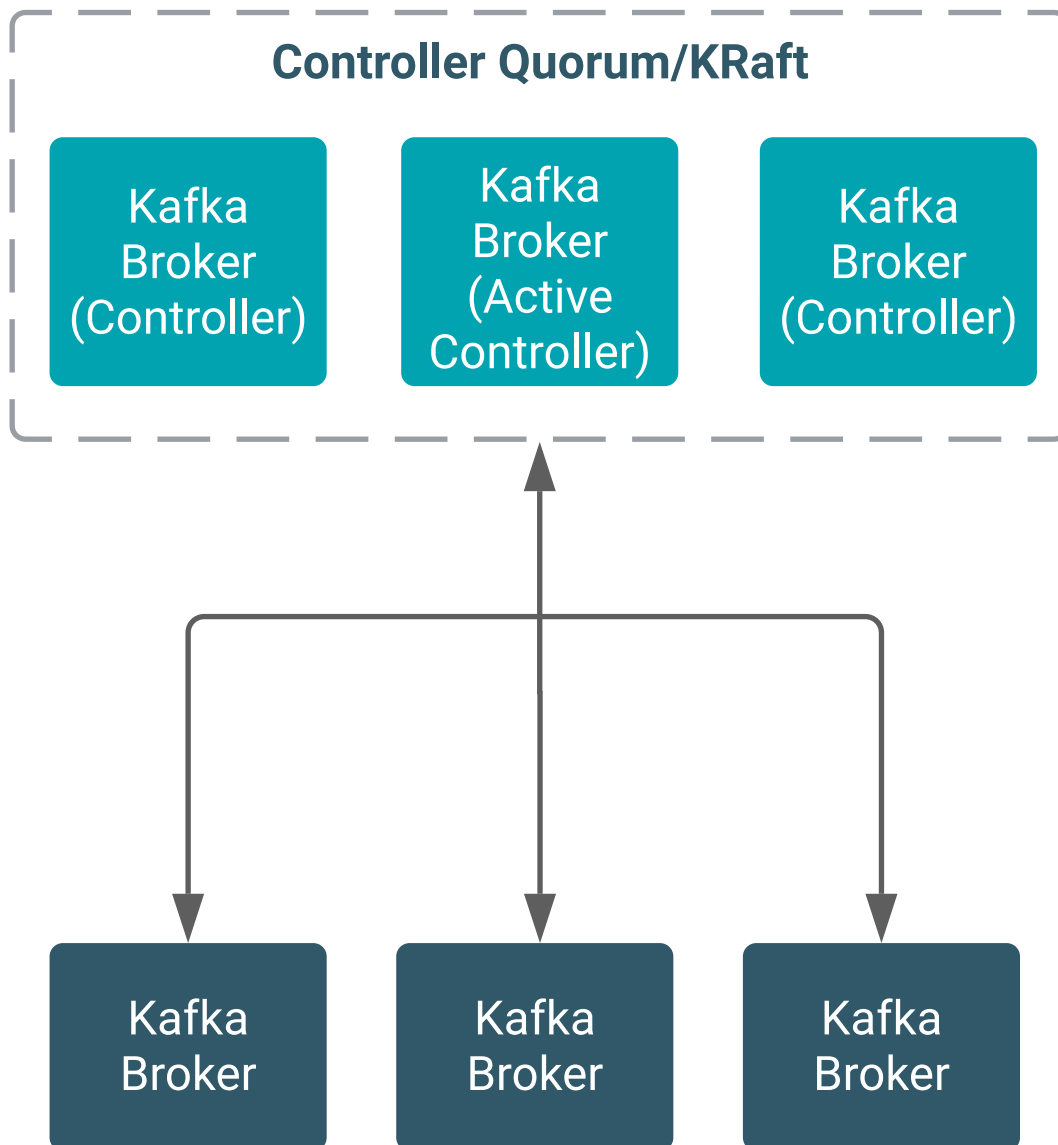 Controller Quorum/KRaft
Kafka
Broker
(Controller)
Kafka
Broker
(Active
Controller)
Kafka
Broker
(Controller)
Kafka
Broker
Kafka
Broker
Kafka
Broker